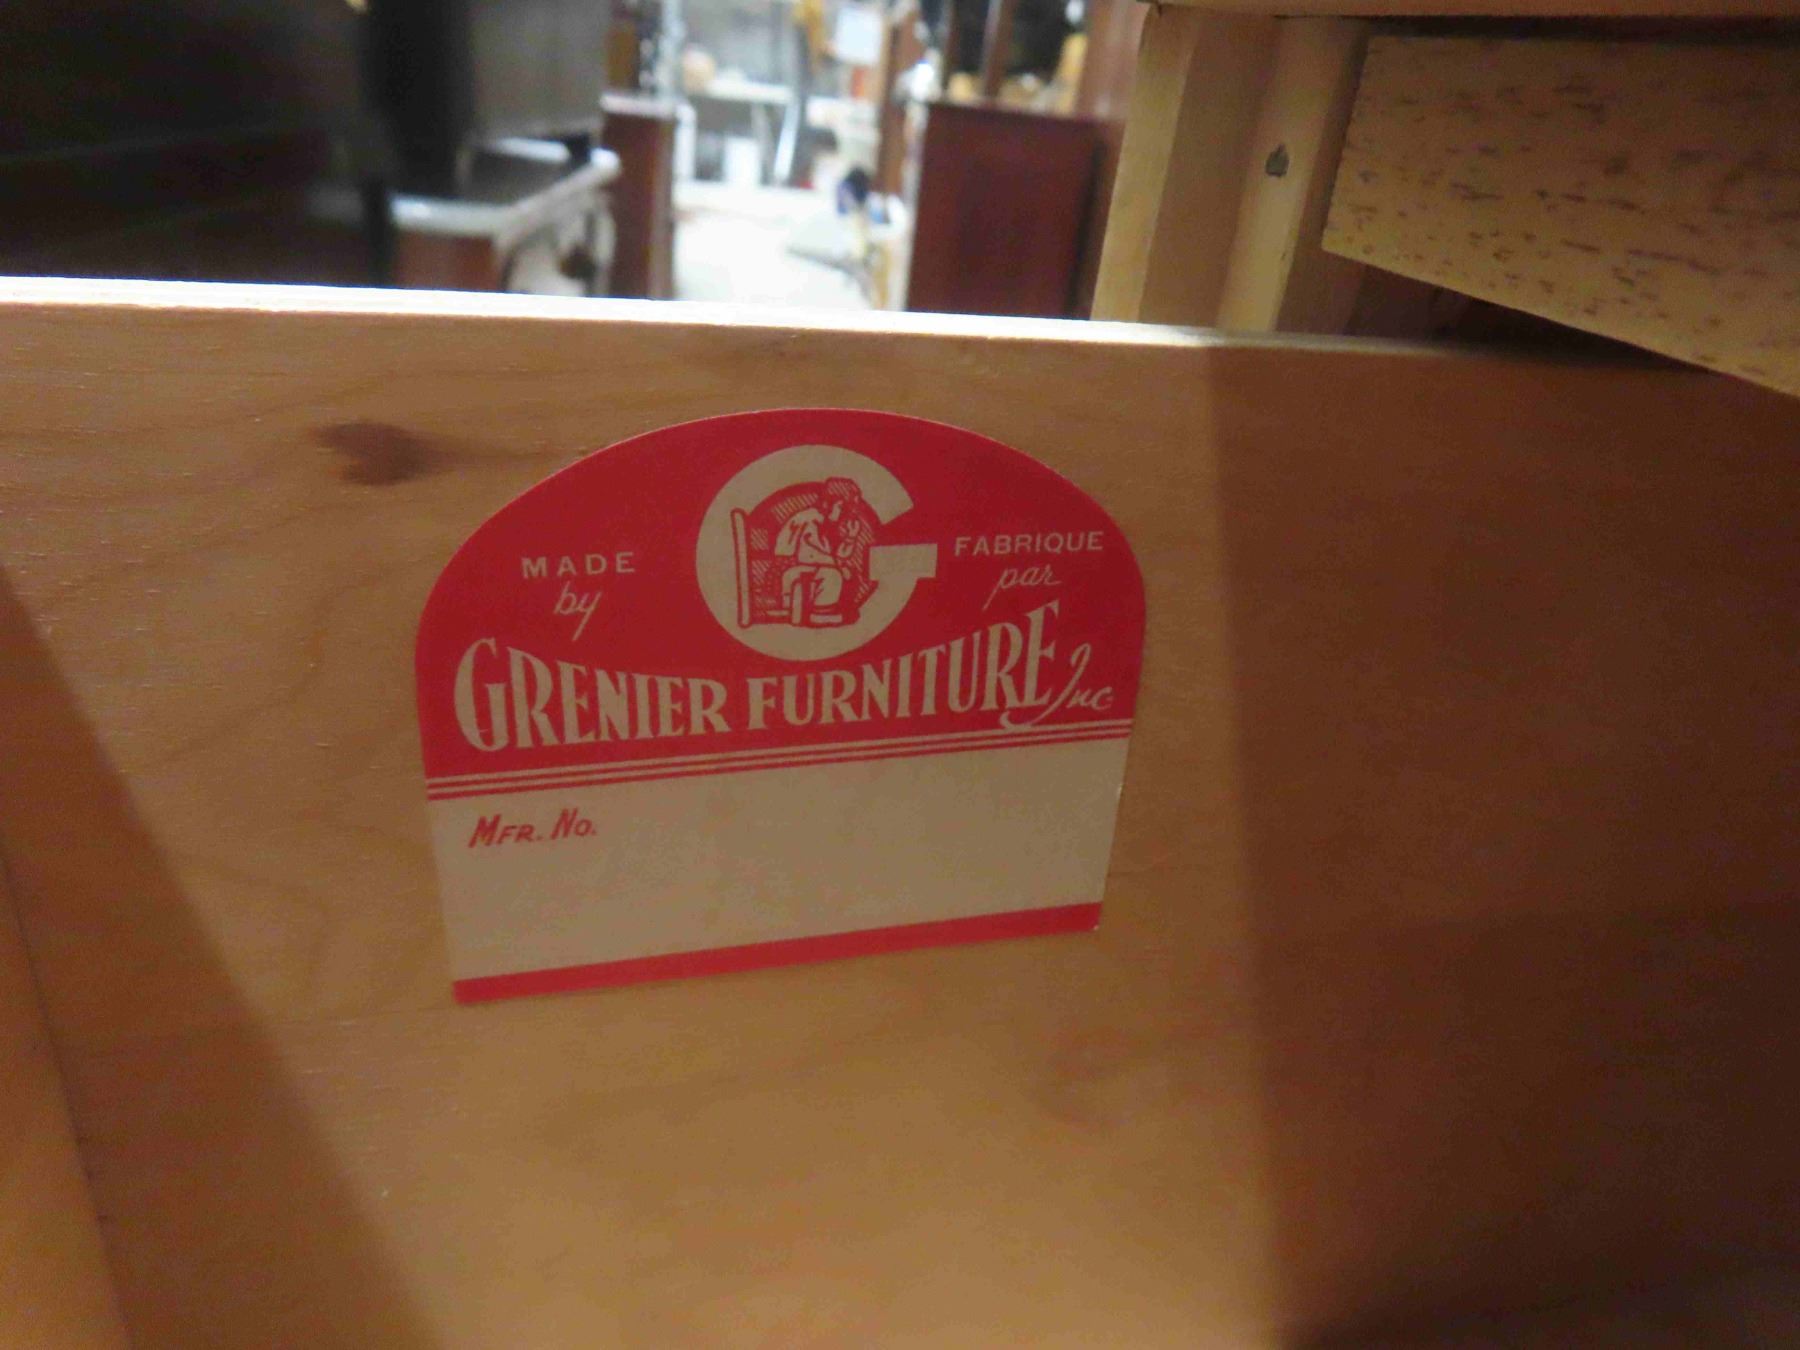 MADE
by
G
FABRIQUE
par
GRENIER FURNITURE Inc
MFR. NO.